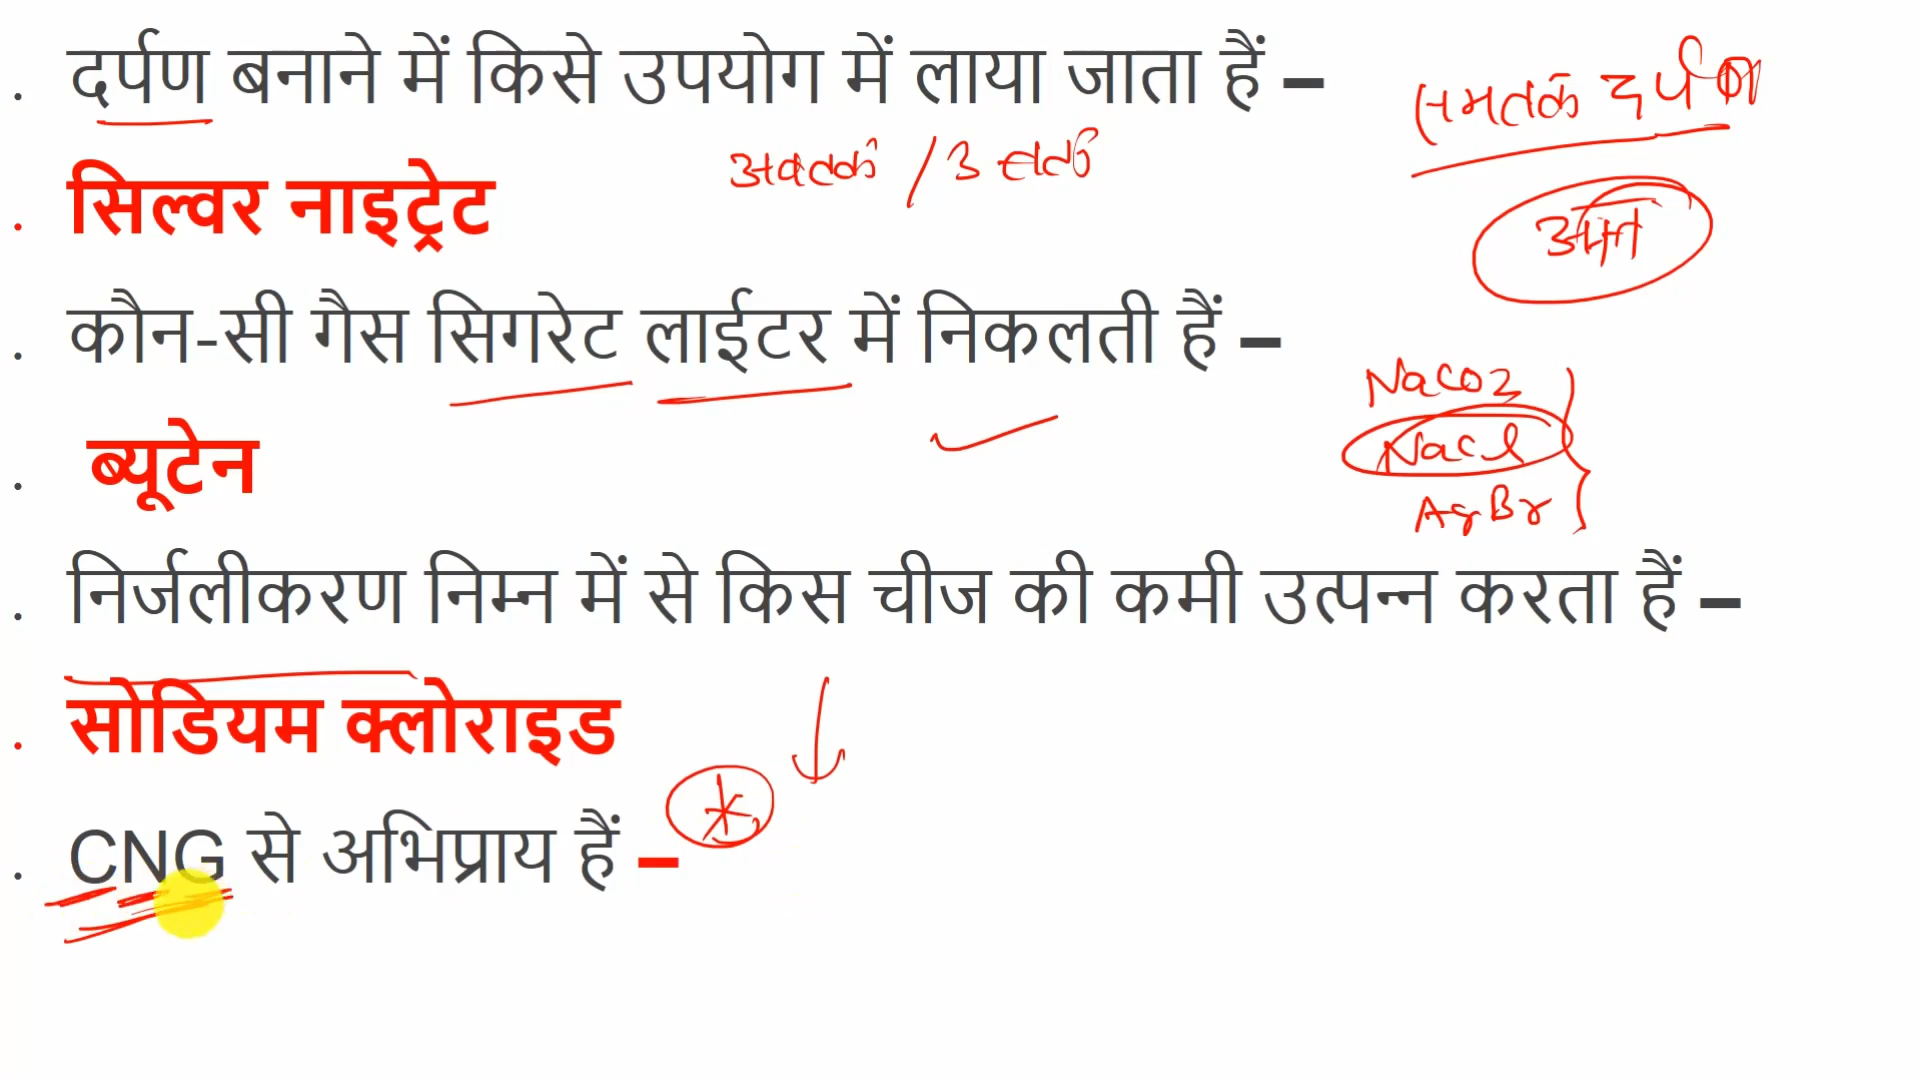 . दर्पण बनाने में किसे उपयोग में लाया जाता हैं –
समतल दर्पण
अवतल / उत्तल
. सिल्वर नाइट्रेट
. कौन-सी गैस सिगरेट लाईटर में निकलती हैं –
NaCO3
NaCl
AgBr
. ब्यूटेन
. निर्जलीकरण निम्न में से किस चीज की कमी उत्पन्न करता हैं –
. सोडियम क्लोराइड
. CNG से अभिप्राय हैं –